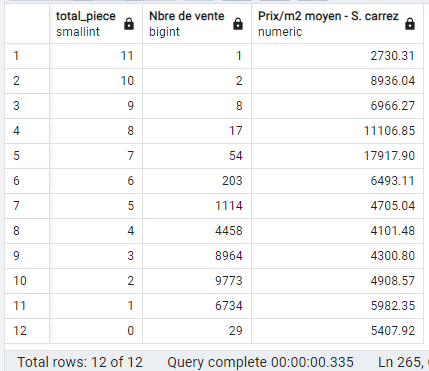 total_piece Nbre de vente Prix/m2 moyen - S. carrez
smallint bigint numeric
1 11 1 2730.31
2 10 2 8936.04
3 9 8 6966.27
4 8 17 11106.85
5 7 54 17917.90
6 6 203 6493.11
7 5 1114 4705.04
8 4 4458 4101.48
9 3 8964 4300.80
10 2 9773 4908.57
11 1 6734 5982.35
12 0 29 5407.92
Total rows: 12 of 12 Query complete 00:00:00.335 Ln 265,